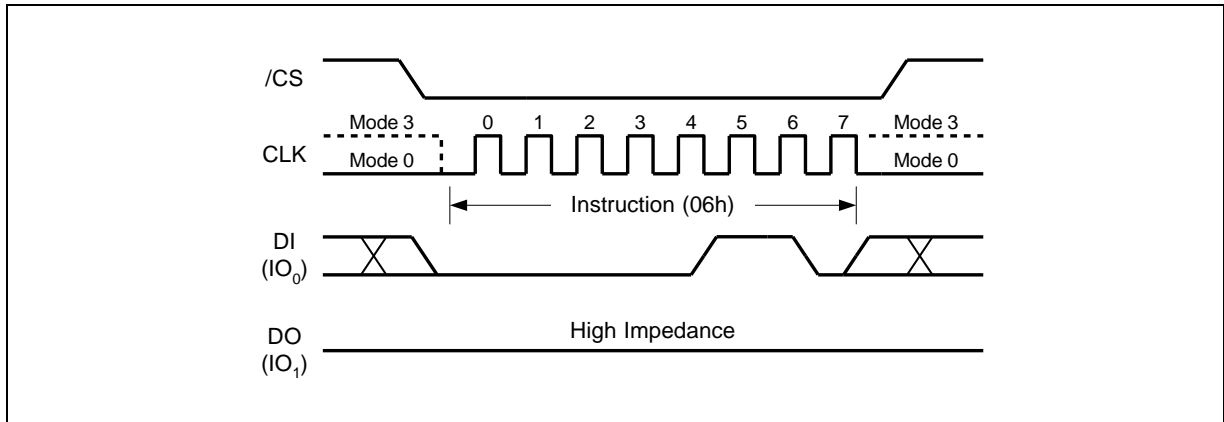 /CS
Mode 3 0 1 2 3 4 5 6 7 Mode 3
CLK
Mode 0 Mode 0
Instruction (06h)
DI
(IO0)
High Impedance
DO
(IO1)